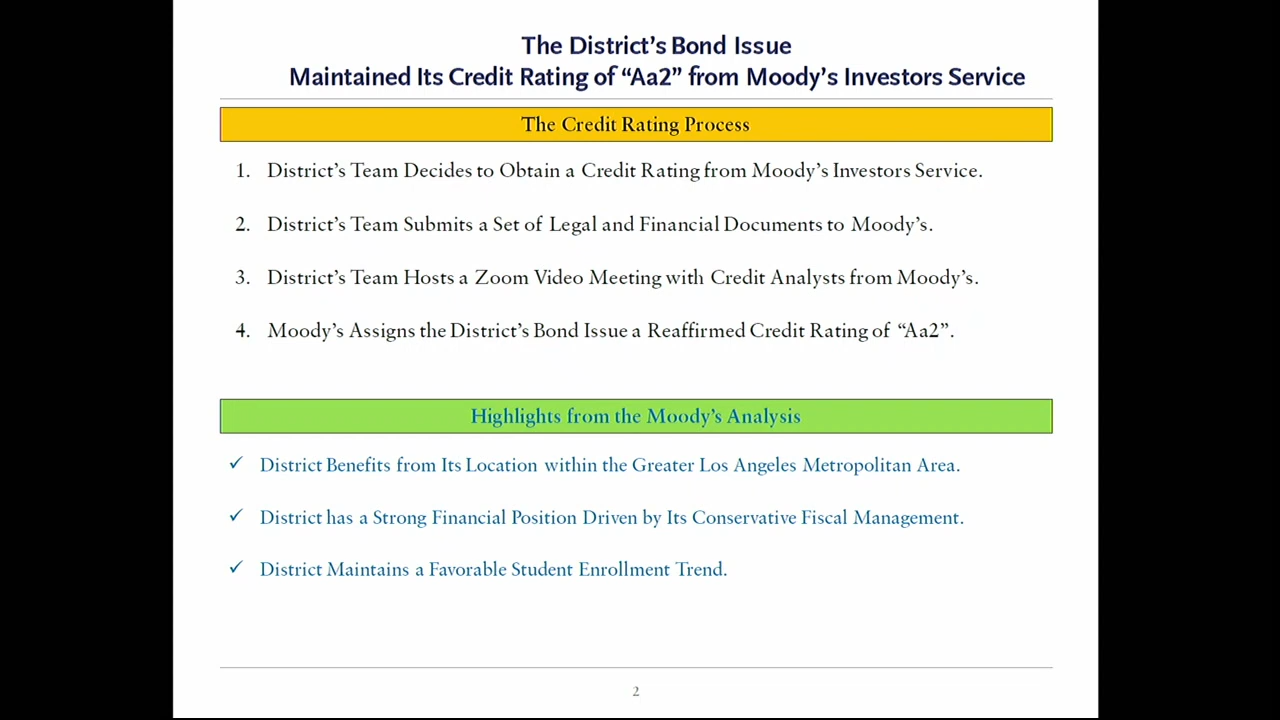 The District's Bond Issue
Maintained Its Credit Rating of “Aa2” from Moody's Investors Service
The Credit Rating Process
1. District's Team Decides to Obtain a Credit Rating from Moody's Investors Service.
2. District's Team Submits a Set of Legal and Financial Documents to Moody's.
3. District's Team Hosts a Zoom Video Meeting with Credit Analysts from Moody's.
4. Moody's Assigns the District's Bond Issue a Reaffirmed Credit Rating of “Aa2”.
Highlights from the Moody's Analysis
✓ District Benefits from Its Location within the Greater Los Angeles Metropolitan Area.
✓ District has a Strong Financial Position Driven by Its Conservative Fiscal Management.
✓ District Maintains a Favorable Student Enrollment Trend.
2